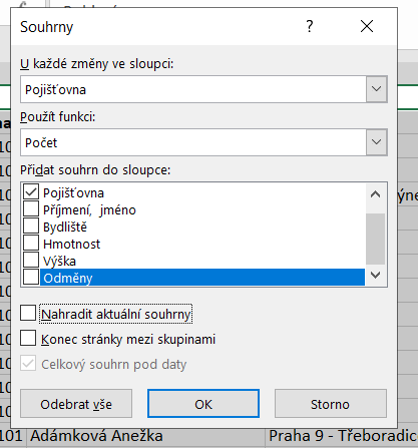 Souhrny
?
U každé změny ve sloupci:
Pojišťovna
Použít funkci:
Počet
Přidat souhrn do sloupce:
Pojišťovna
Příjmení, jméno
Bydliště
Hmotnost
Výška
Odměny
Nahradit aktuální souhrny
Konec stránky mezi skupinami
Celkový souhrn pod daty
Odebrat vše
OK
Storno
101 Adámková Anežka Praha 9 - Třeboradic